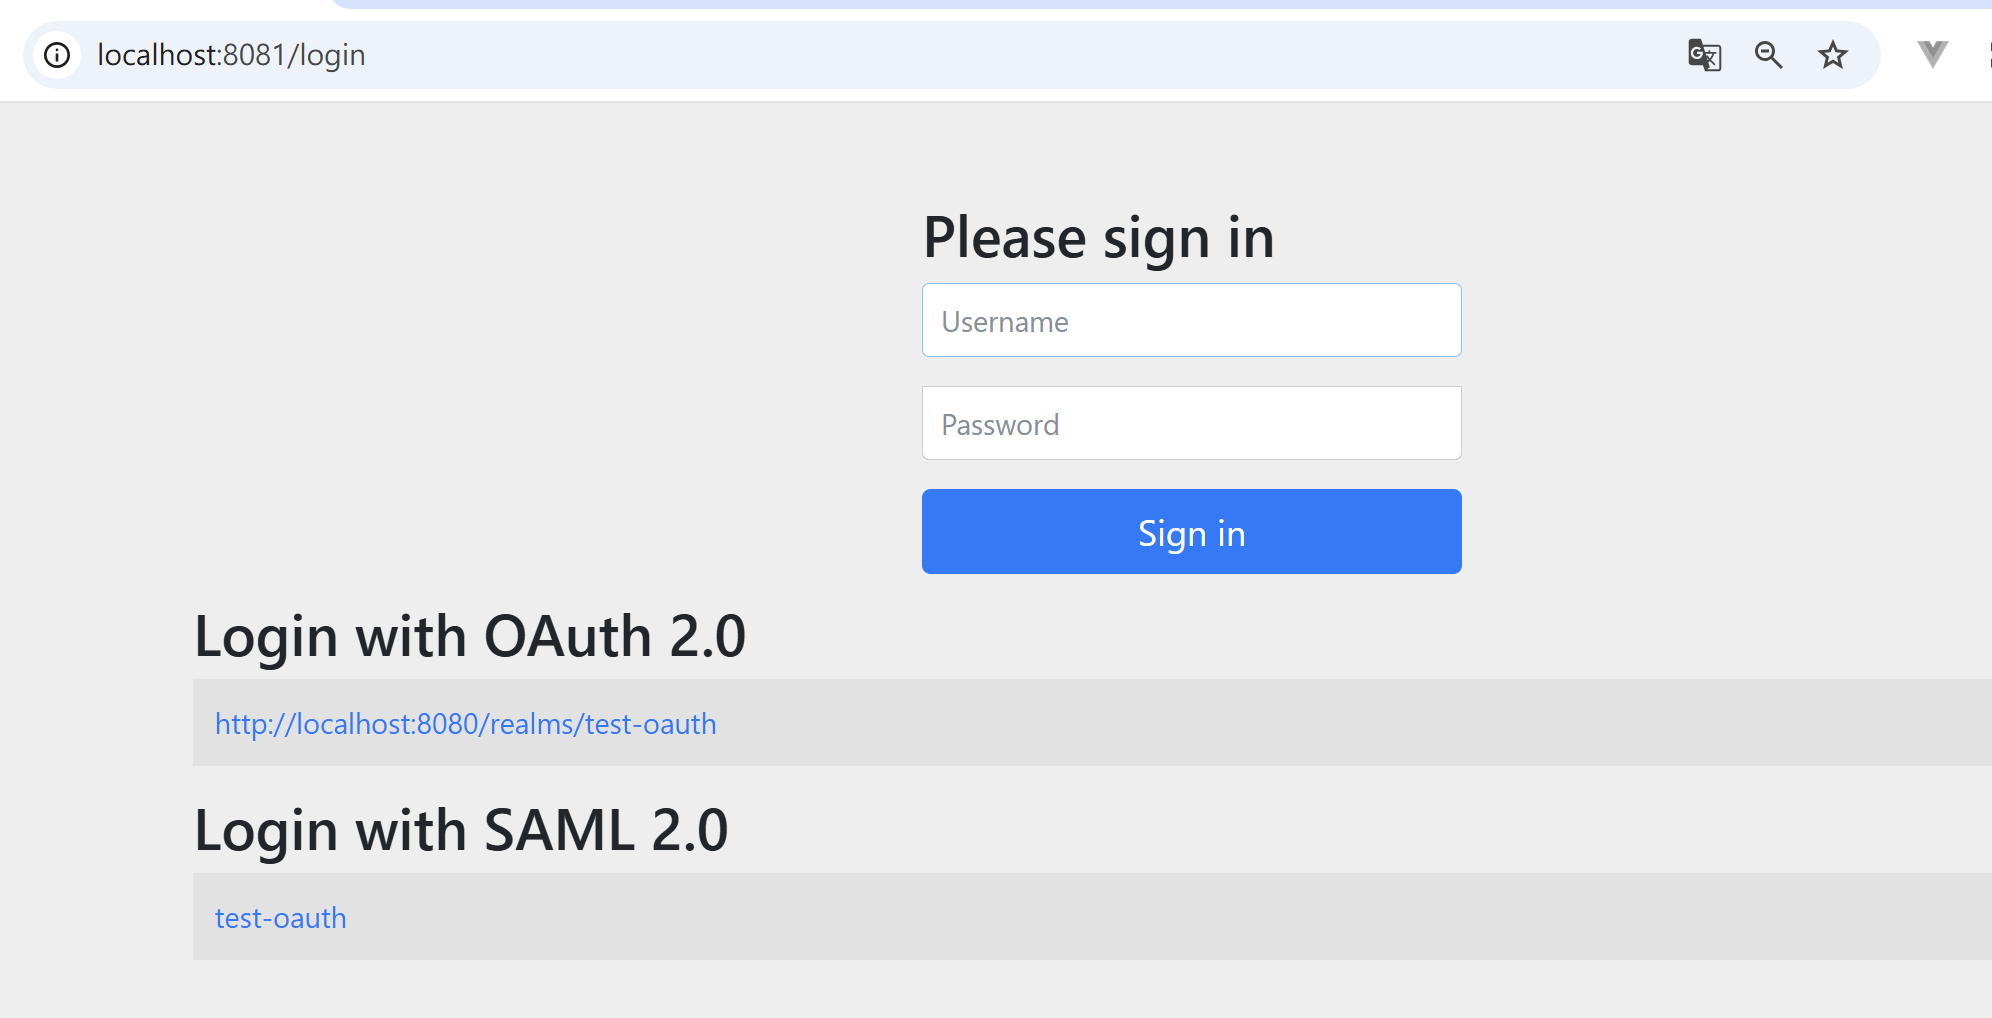 localhost:8081/login
Please sign in
Username
Password
Sign in
Login with OAuth 2.0
http://localhost:8080/realms/test-oauth
Login with SAML 2.0
test-oauth